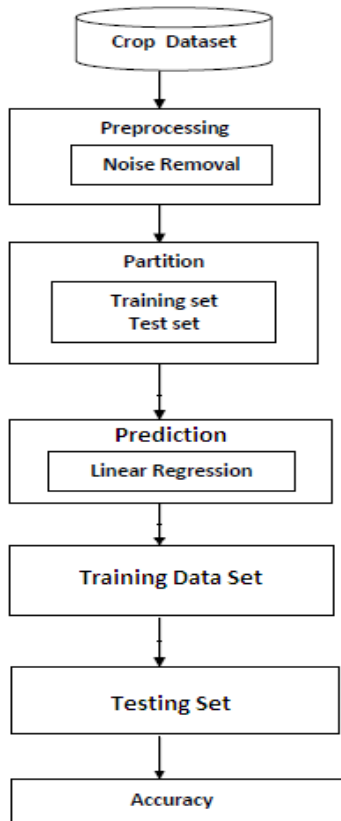 Crop Dataset
Preprocessing
Noise Removal
Partition
Training set
Test set
Prediction
Linear Regression
Training Data Set
Testing Set
Accuracy